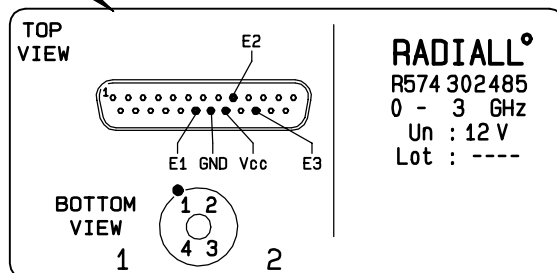 TOP
VIEW
E2
1
E1 GND Vcc E3
BOTTOM
VIEW
1 2
4 3
1 2
RADIALL°
R574 302485
0 - 3 GHz
Un : 12 V
Lot : ----